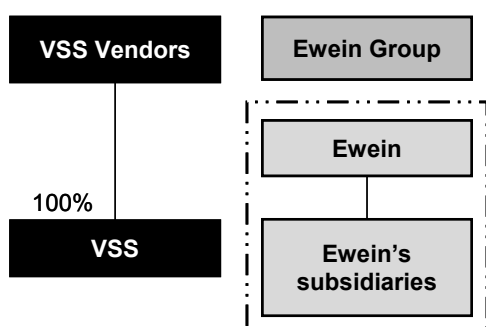 VSS Vendors
Ewein Group
Ewein
100%
VSS
Ewein’s
subsidiaries